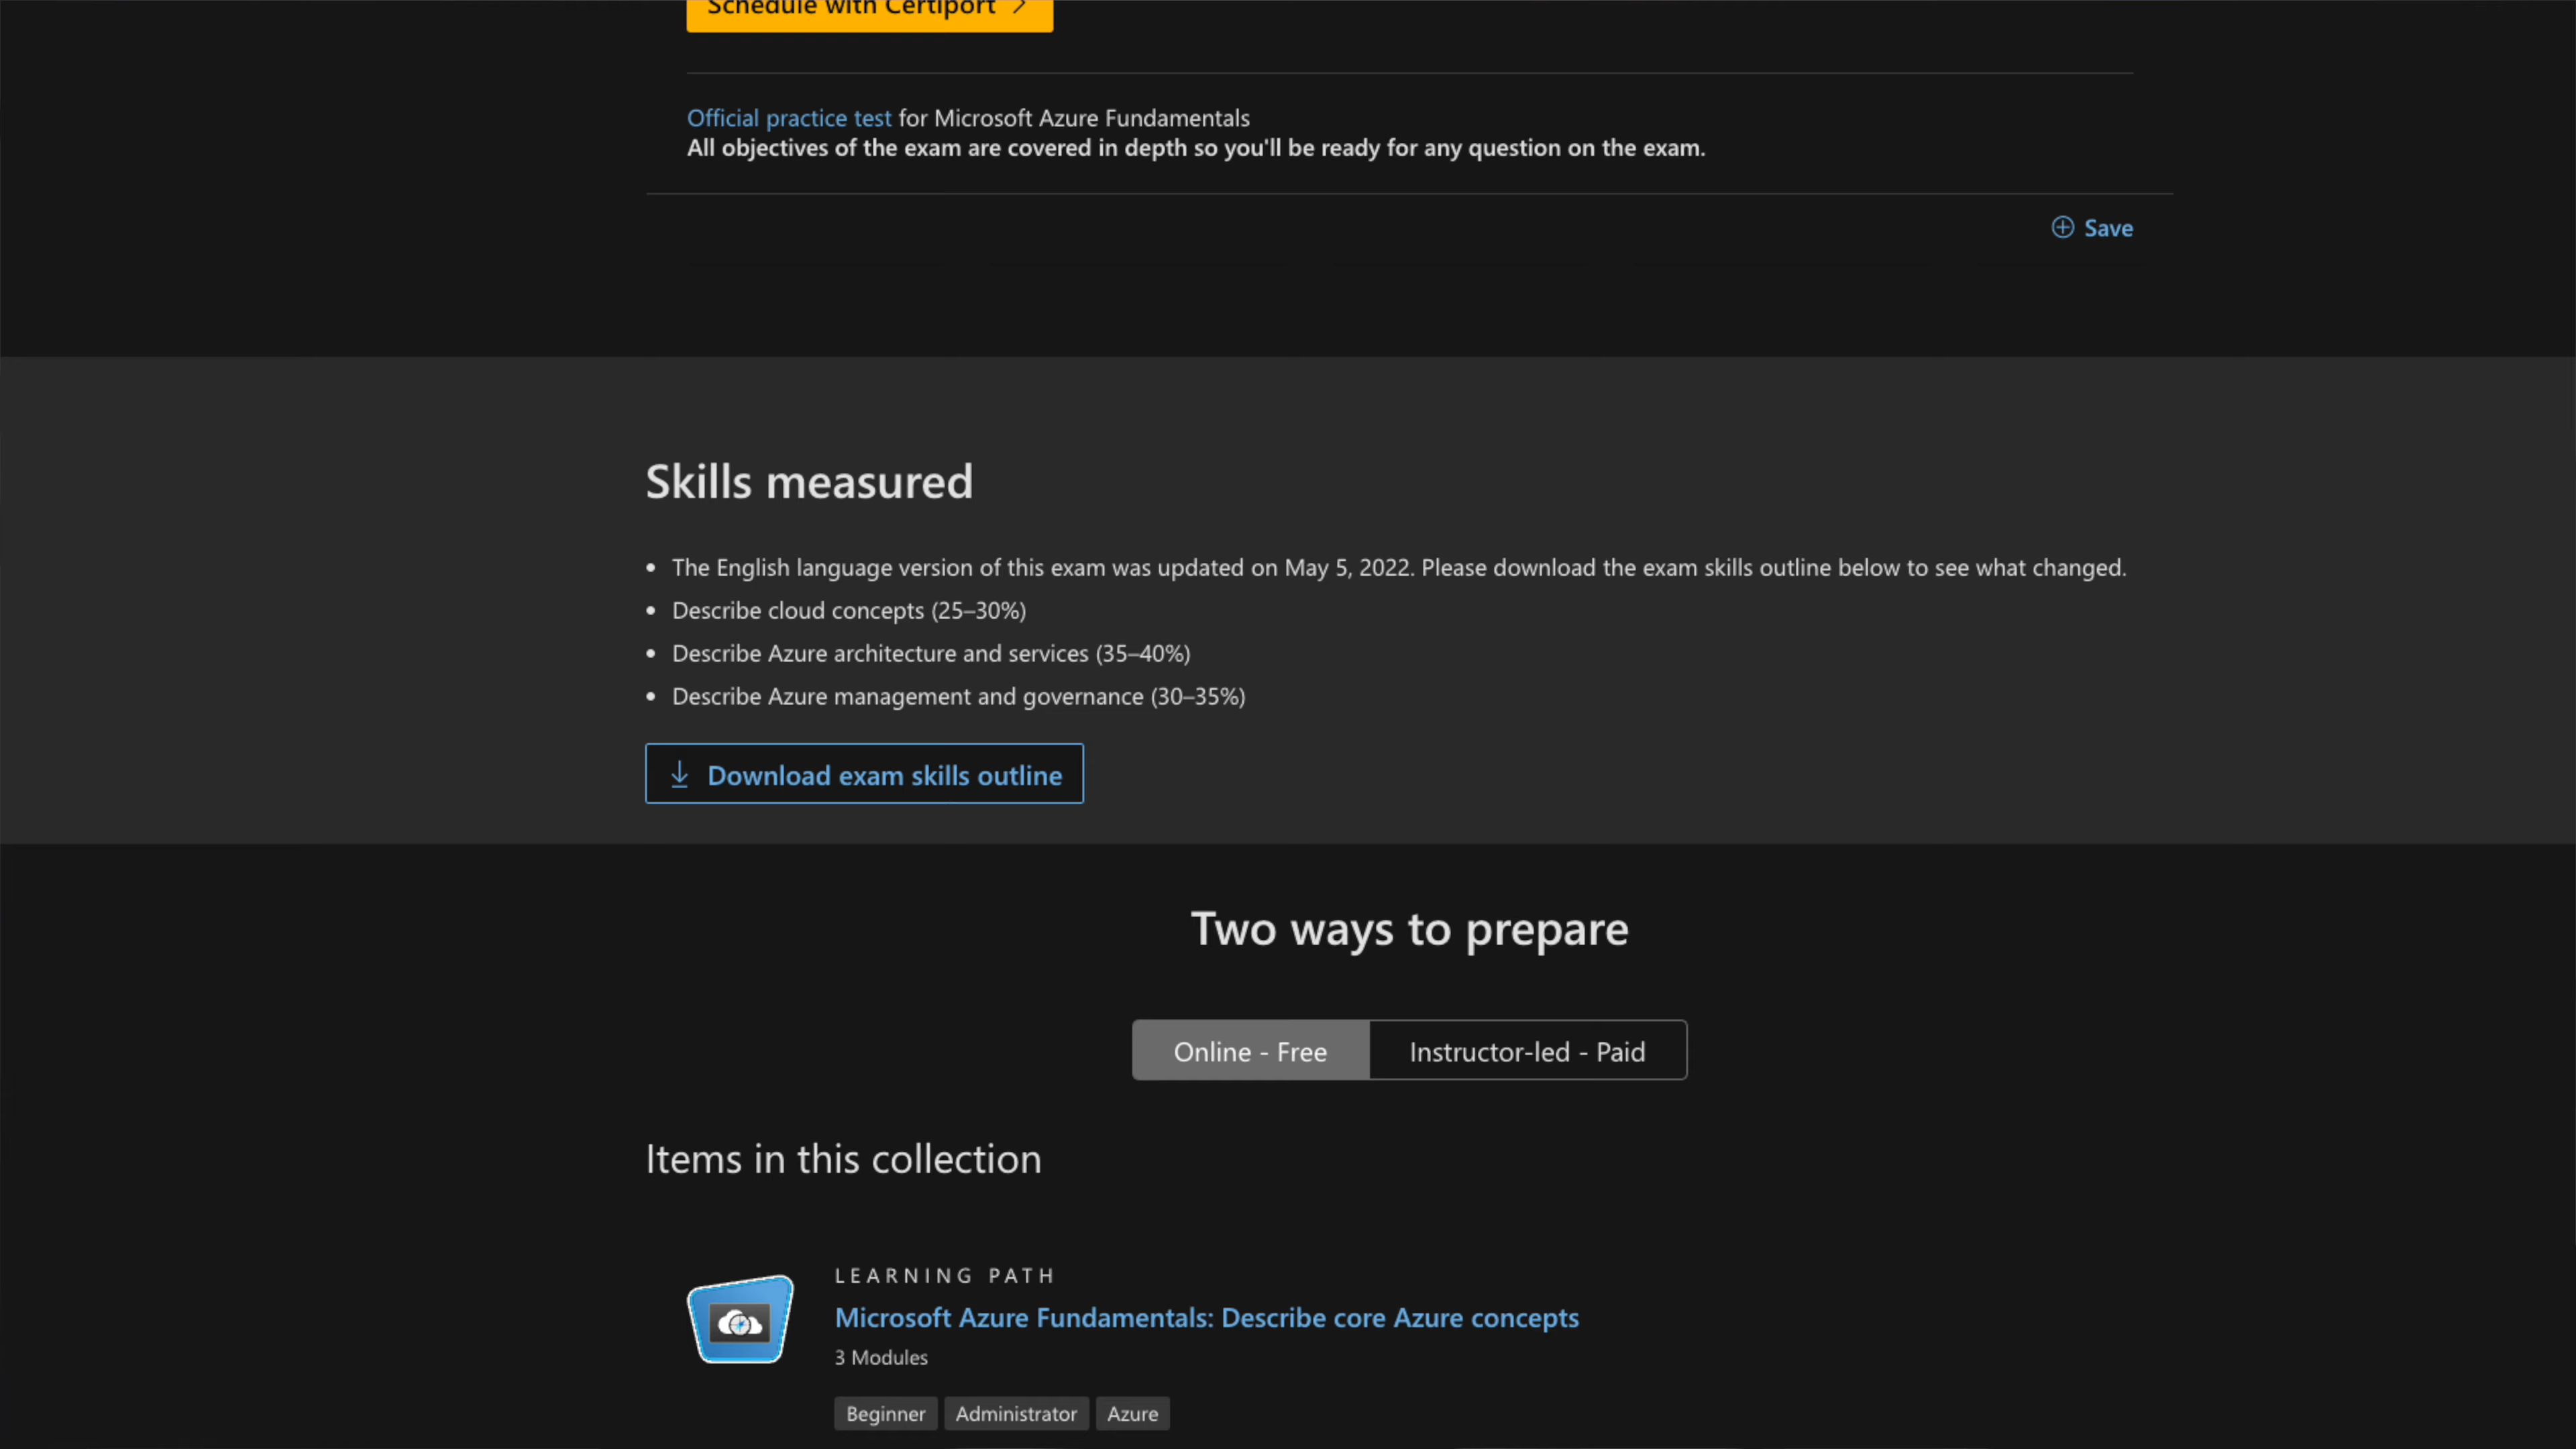 Schedule with Certiport
Official practice test for Microsoft Azure Fundamentals
All objectives of the exam are covered in depth so you'll be ready for any question on the exam.
Save
Skills measured
• The English language version of this exam was updated on May 5, 2022. Please download the exam skills outline below to see what changed.
• Describe cloud concepts (25–30%)
• Describe Azure architecture and services (35–40%)
• Describe Azure management and governance (30–35%)
Download exam skills outline
Two ways to prepare
Online - Free Instructor-led - Paid
Items in this collection
LEARNING PATH
Microsoft Azure Fundamentals: Describe core Azure concepts
3 Modules
Beginner Administrator Azure